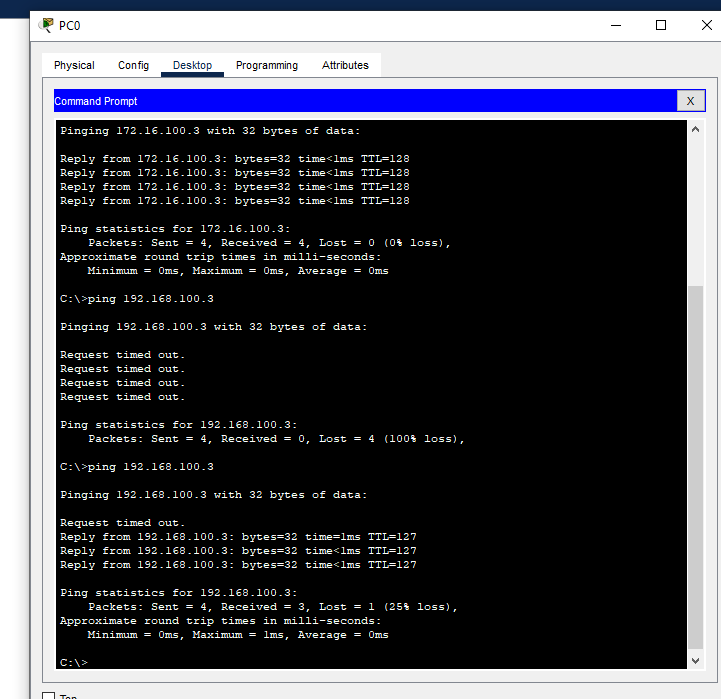 PC0
Physical Config Desktop Programming Attributes
Command Prompt X
Pinging 172.16.100.3 with 32 bytes of data:
Reply from 172.16.100.3: bytes=32 time<1ms TTL=128
Reply from 172.16.100.3: bytes=32 time<1ms TTL=128
Reply from 172.16.100.3: bytes=32 time<1ms TTL=128
Reply from 172.16.100.3: bytes=32 time<1ms TTL=128
Ping statistics for 172.16.100.3:
Packets: Sent = 4, Received = 4, Lost = 0 (0% loss),
Approximate round trip times in milli-seconds:
Minimum = 0ms, Maximum = 0ms, Average = 0ms
C:\>ping 192.168.100.3
Pinging 192.168.100.3 with 32 bytes of data:
Request timed out.
Request timed out.
Request timed out.
Request timed out.
Ping statistics for 192.168.100.3:
Packets: Sent = 4, Received = 0, Lost = 4 (100% loss),
C:\>ping 192.168.100.3
Pinging 192.168.100.3 with 32 bytes of data:
Request timed out.
Reply from 192.168.100.3: bytes=32 time=1ms TTL=127
Reply from 192.168.100.3: bytes=32 time<1ms TTL=127
Reply from 192.168.100.3: bytes=32 time<1ms TTL=127
Ping statistics for 192.168.100.3:
Packets: Sent = 4, Received = 3, Lost = 1 (25% loss),
Approximate round trip times in milli-seconds:
Minimum = 0ms, Maximum = 1ms, Average = 0ms
C:\>
Top